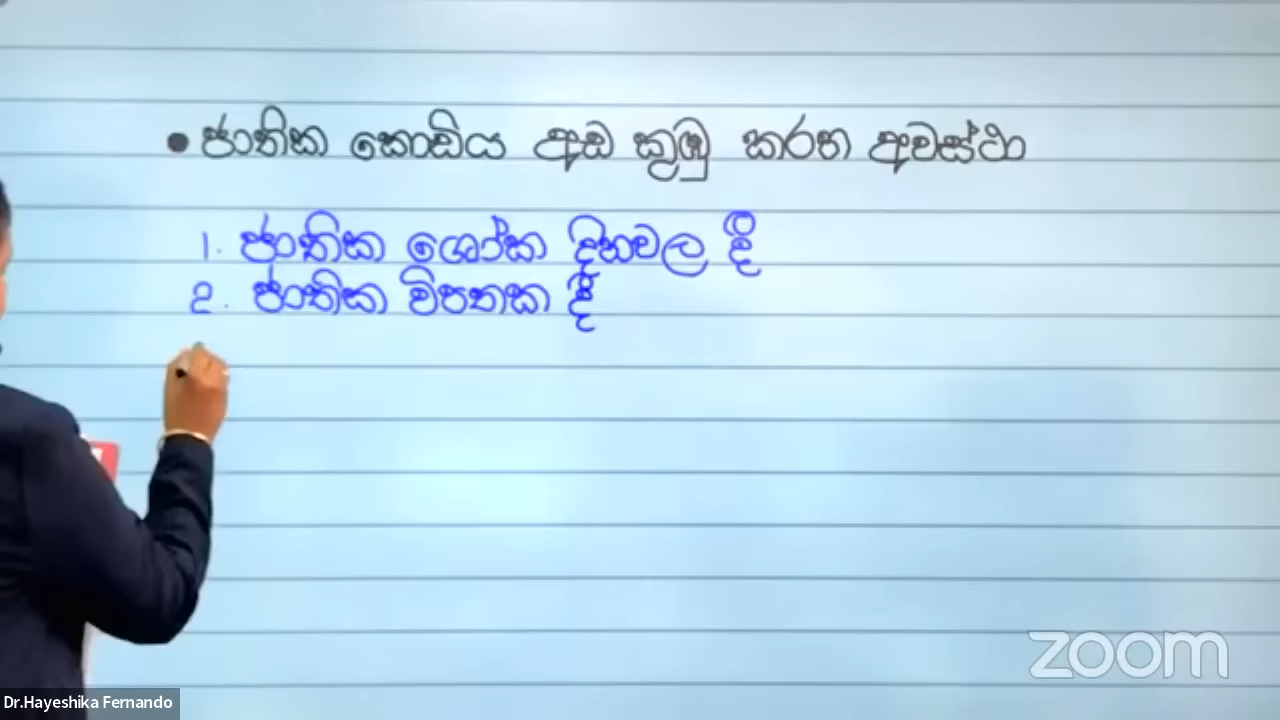 • ජාතික කොඩිය අඩ කුඹු කරන අවස්ථා
1. ජාතික ශෝක දිනවල දී
2. ජාතික විපතක දී
zoom
Dr.Hayeshika Fernando